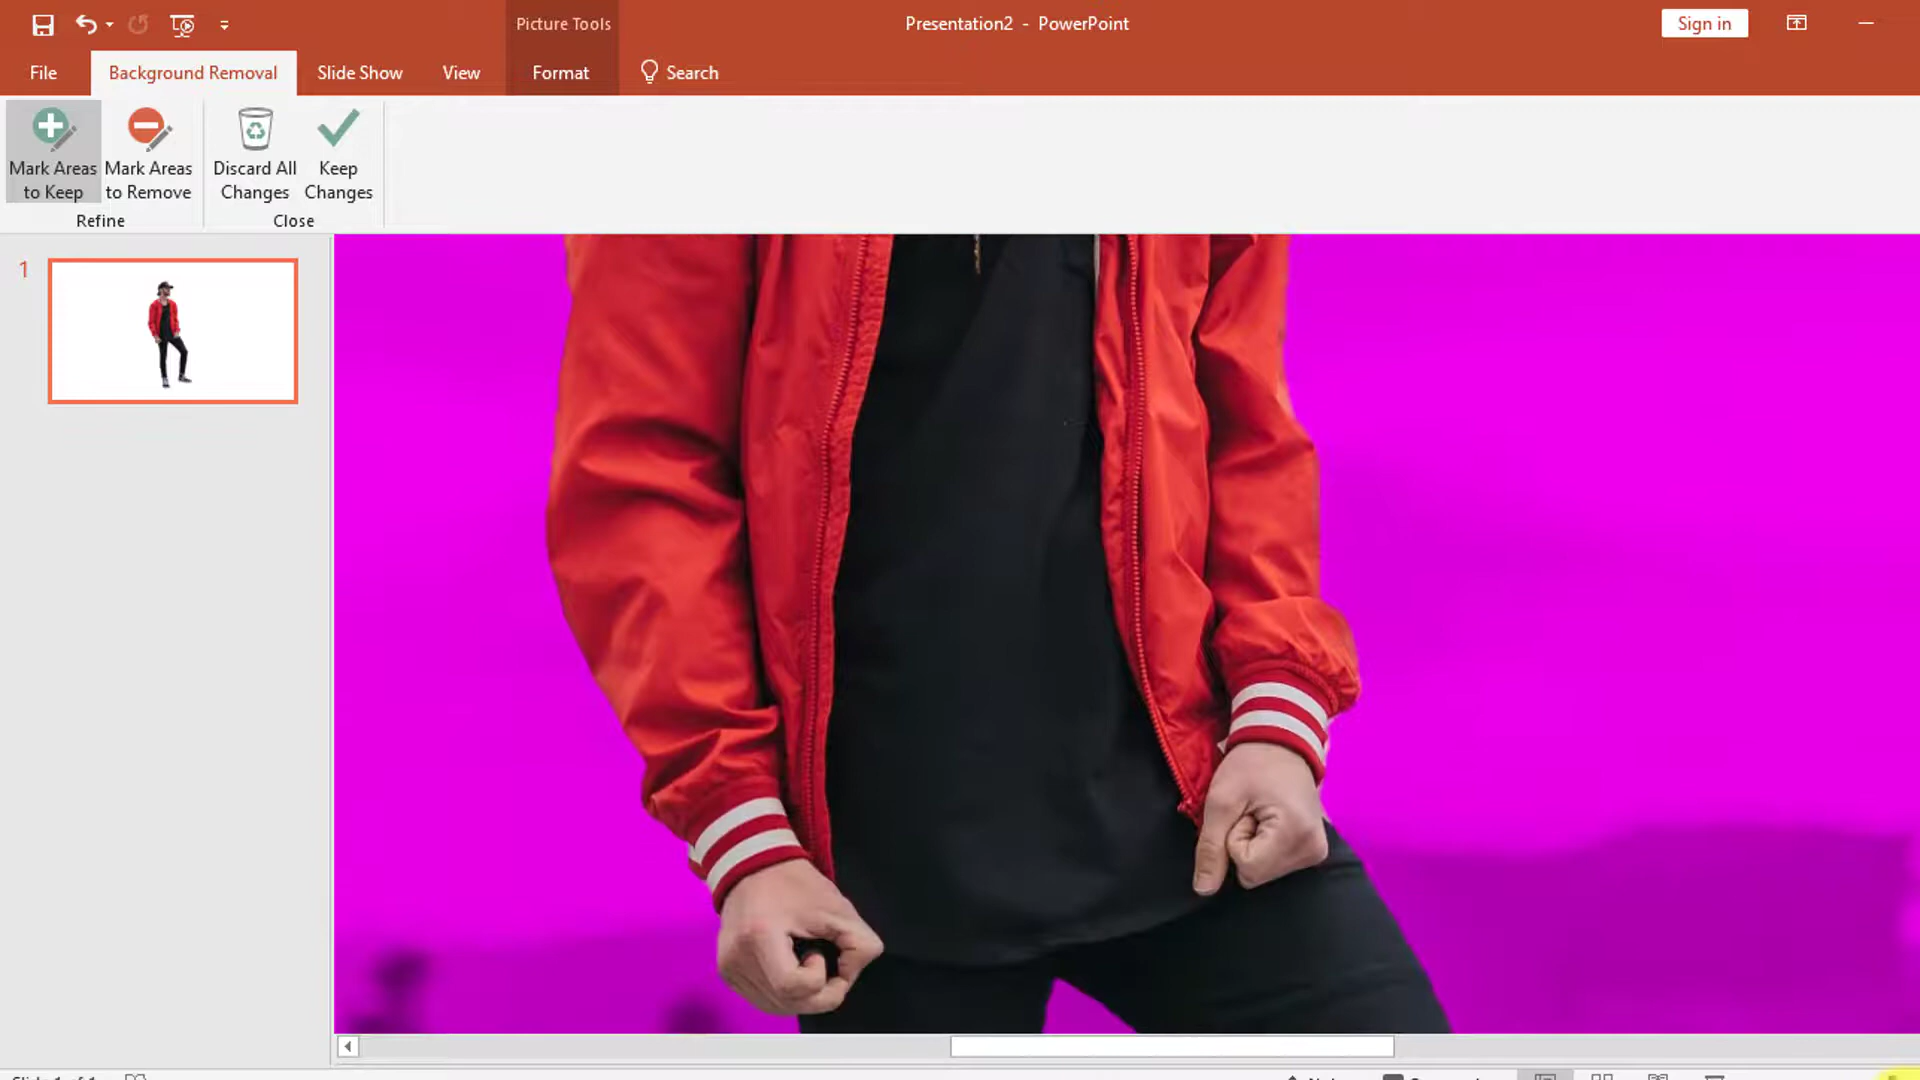 Picture Tools
Presentation2 - PowerPoint
Sign in
File
Background Removal
Slide Show
View
Format
Search
Mark Areas
to Keep
Mark Areas
to Remove
Discard All
Changes
Keep
Changes
Refine
Close
1